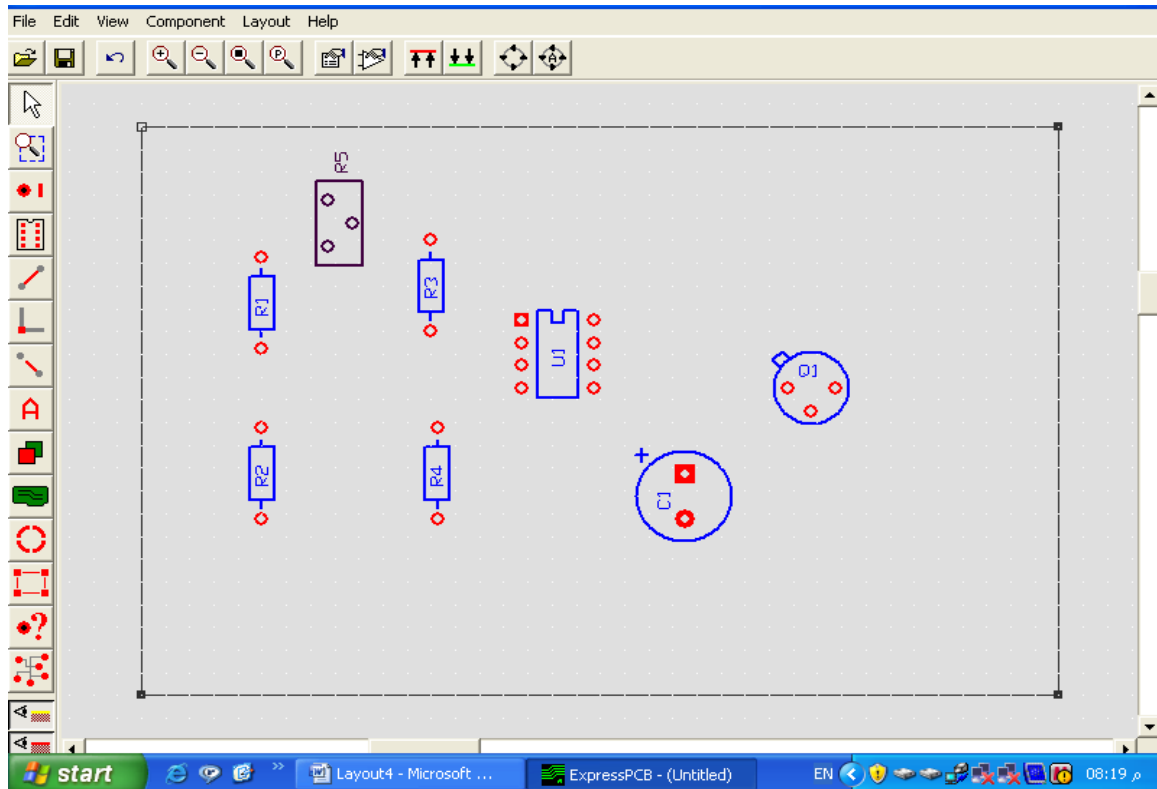 File Edit View Component Layout Help
R5
R3
R1
U1
Q1
R2
R4
C1
start
Layout4 - Microsoft ...
ExpressPCB - (Untitled)
EN
08:19 م